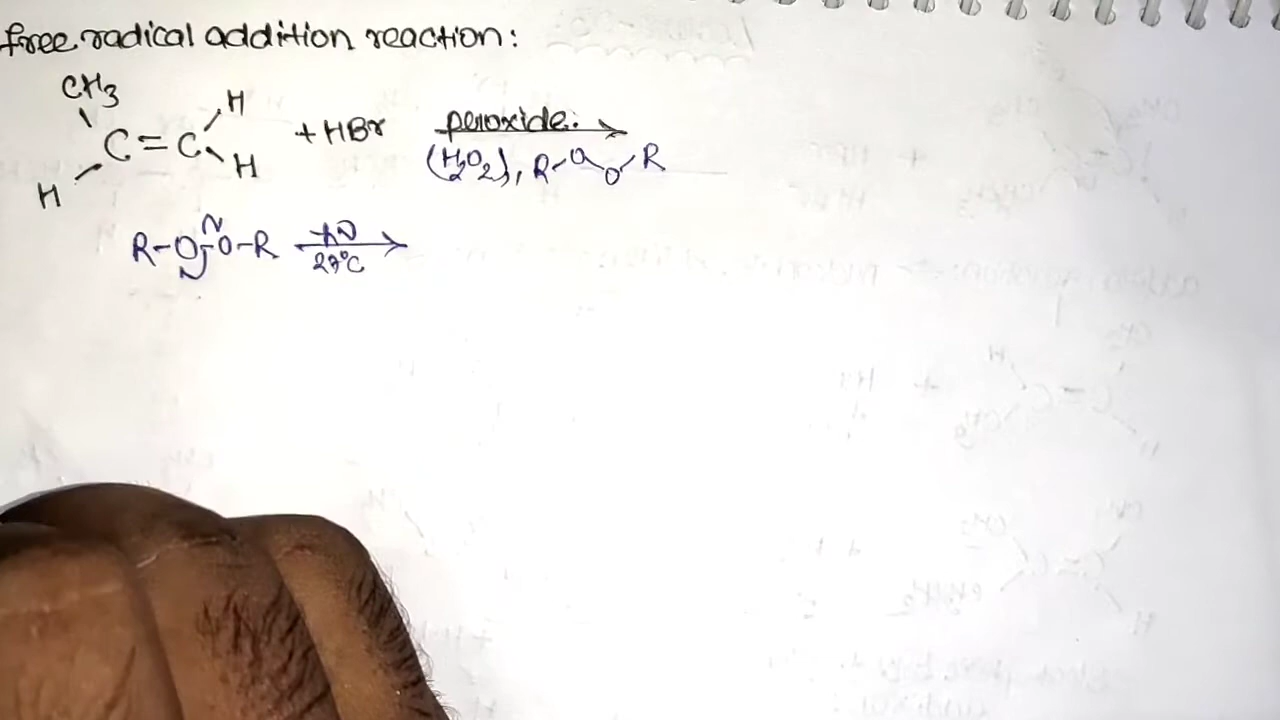 free radical addition reaction:
CH3 H
C=C + HBr peroxide:
H H (H2O2), R-O-O-R
R-O-O-R hν
27°C